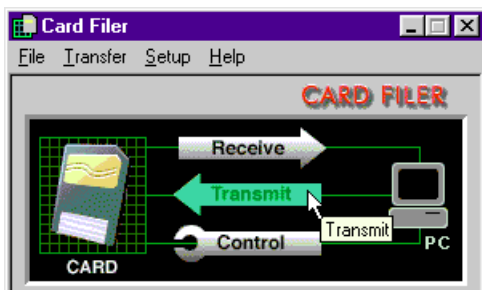 Card Filer
File Transfer Setup Help
CARD FILER
Receive
Transmit
Transmit
Control
PC
CARD